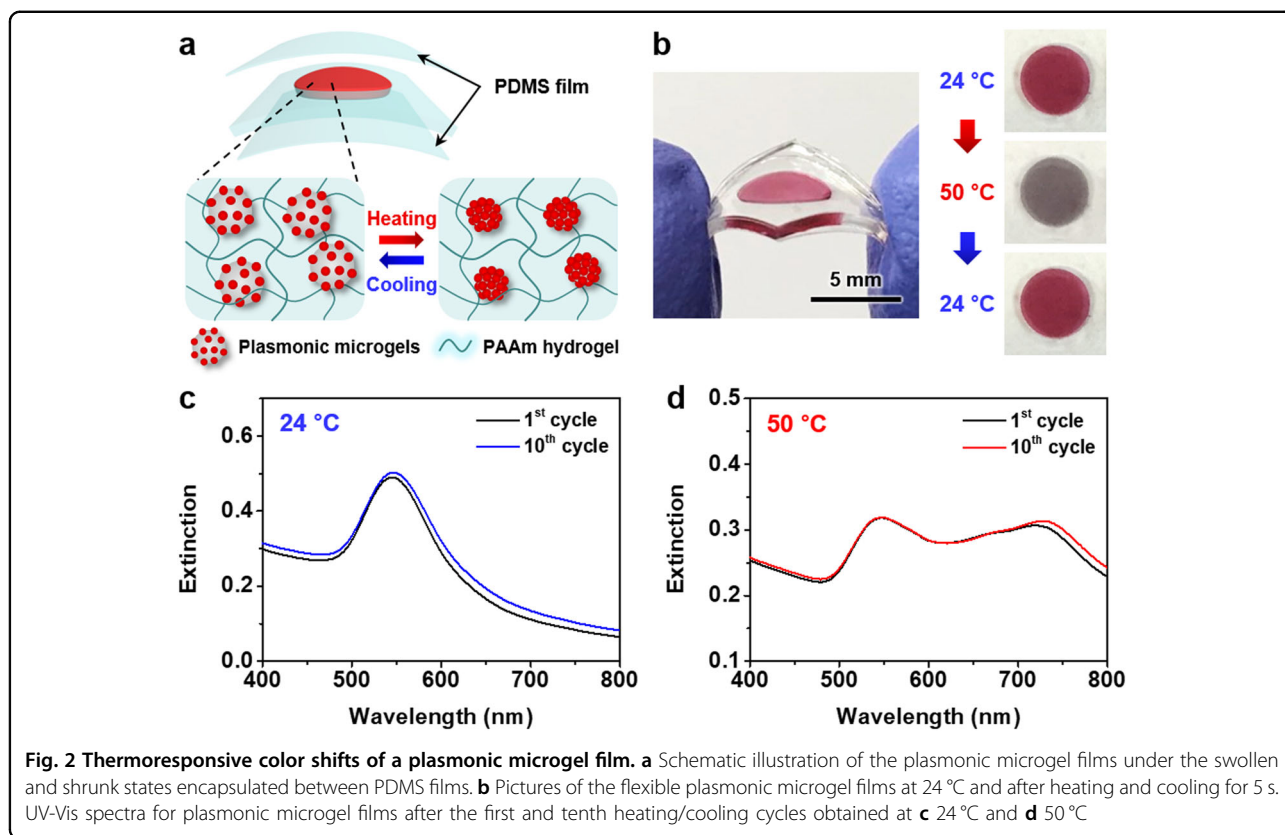 a
PDMS film
Heating
Cooling
Plasmonic microgels
PAAm hydrogel
b
5 mm
24 °C
50 °C
24 °C
c
24 °C
1st cycle
10th cycle
0.6
0.4
0.2
0.0
Extinction
400 500 600 700 800
Wavelength (nm)
d
50 °C
1st cycle
10th cycle
0.5
0.4
0.3
0.2
0.1
Extinction
400 500 600 700 800
Wavelength (nm)
Fig. 2 Thermoresponsive color shifts of a plasmonic microgel film. a Schematic illustration of the plasmonic microgel films under the swollen
and shrunk states encapsulated between PDMS films. b Pictures of the flexible plasmonic microgel films at 24 °C and after heating and cooling for 5 s.
UV-Vis spectra for plasmonic microgel films after the first and tenth heating/cooling cycles obtained at c 24 °C and d 50 °C